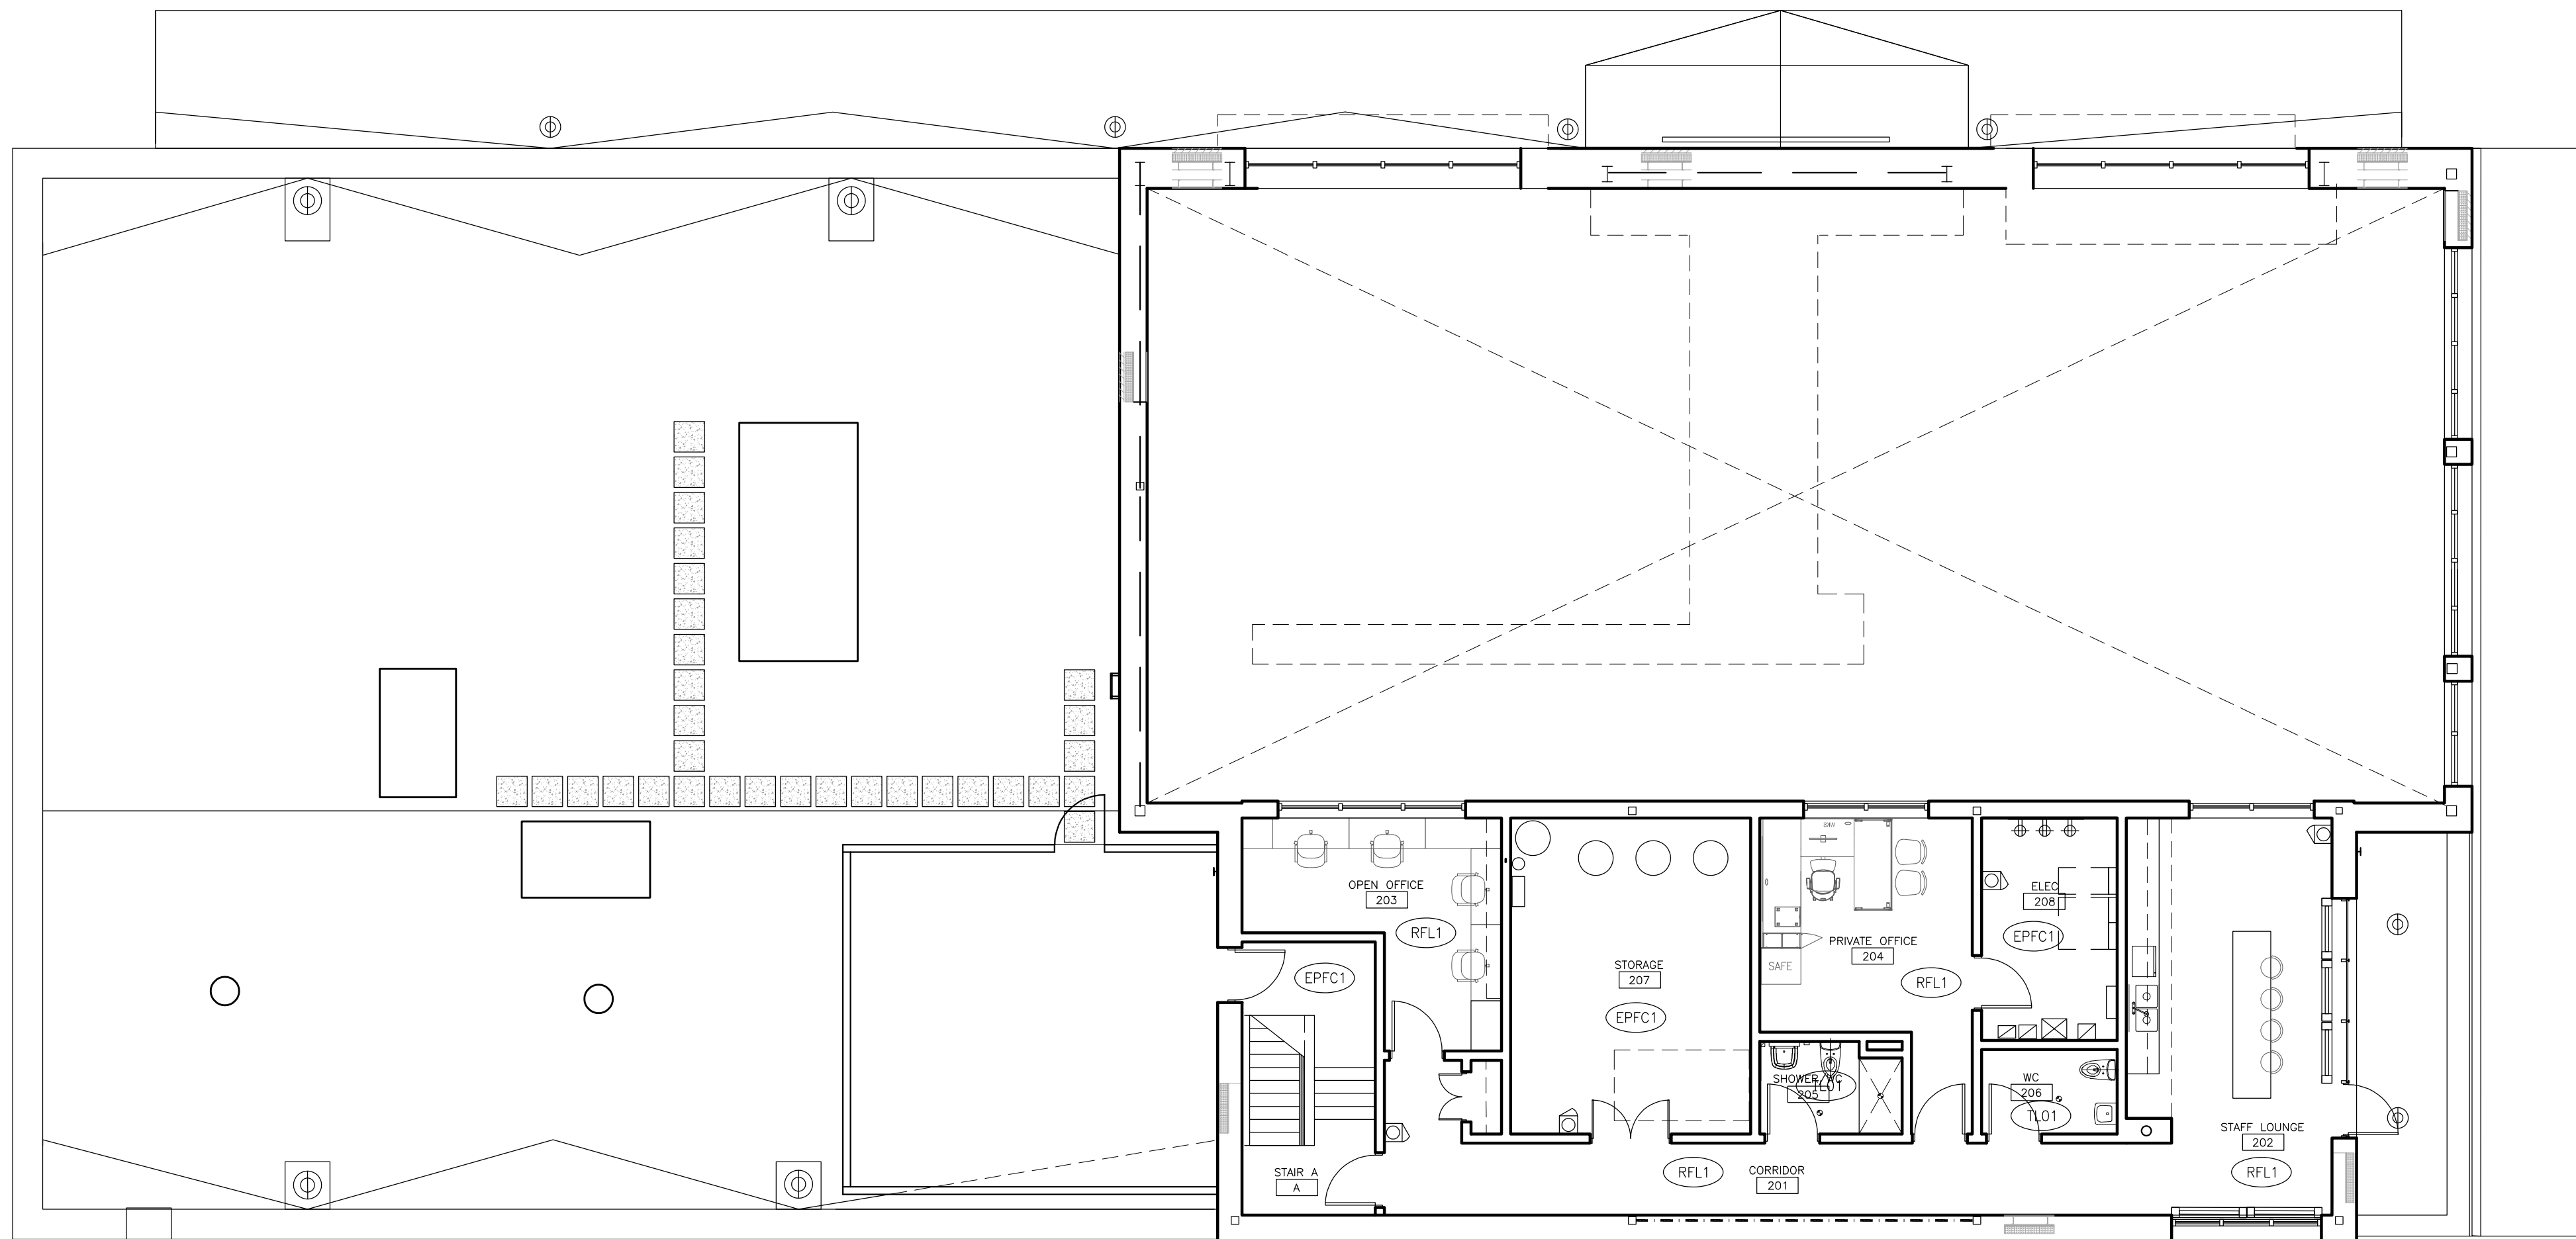 OPEN OFFICE
203
RFL1
EPFC1
STORAGE
207
EPFC1
PRIVATE OFFICE
204
SAFE
RFL1
ELEC
208
EPFC1
SHOWER
205
TL01
WC
206
TL01
STAFF LOUNGE
202
RFL1
STAIR A
A
RFL1
CORRIDOR
201